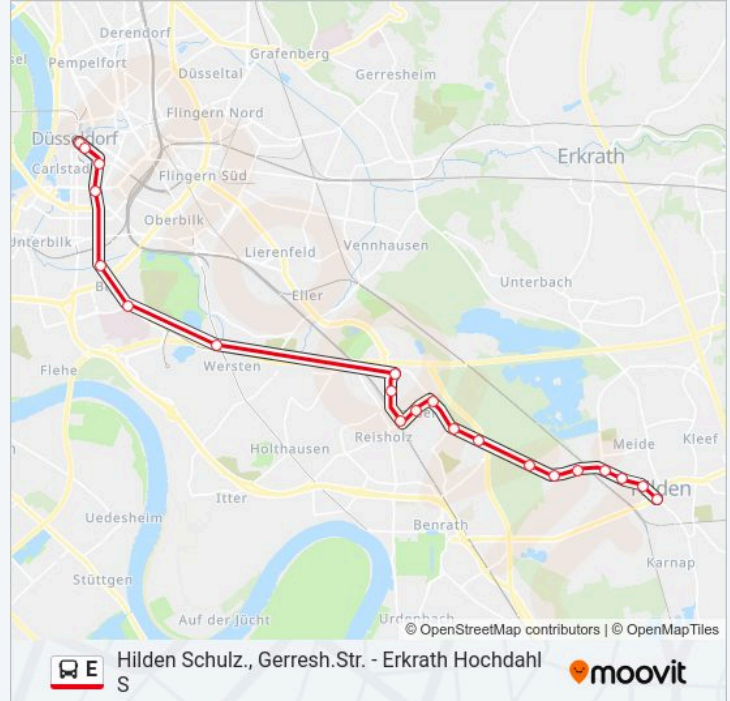 Derendorf
Grafenberg
Pempelfort
Düsseltal
Gerresheim
Flingern Nord
Düsseldorf
Erkrath
Carlstad
Flingern Süd
Oberbilk
Unterbilk
Lierenfeld
Vennhausen
Unterbach
Eller
Flehe
Wersten
Reisholz
Meide
Kleef
Holthausen
Hilden
Itter
Uedesheim
Benrath
Karnap
Stüttgen
Auf der Jücht
Urdenbach
© OpenStreetMap contributors | © OpenMapTiles
E
Hilden Schulz., Gerresh.Str. - Erkrath Hochdahl
S
moovit